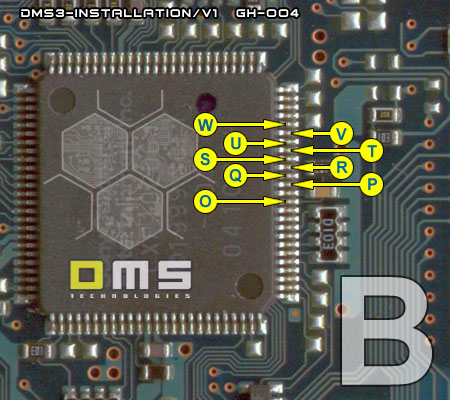 DMS3-INSTALLATION/V1 GH-004
W
V
U
T
S
R
Q
P
O
E010
DMS
TECHNOLOGIES
B